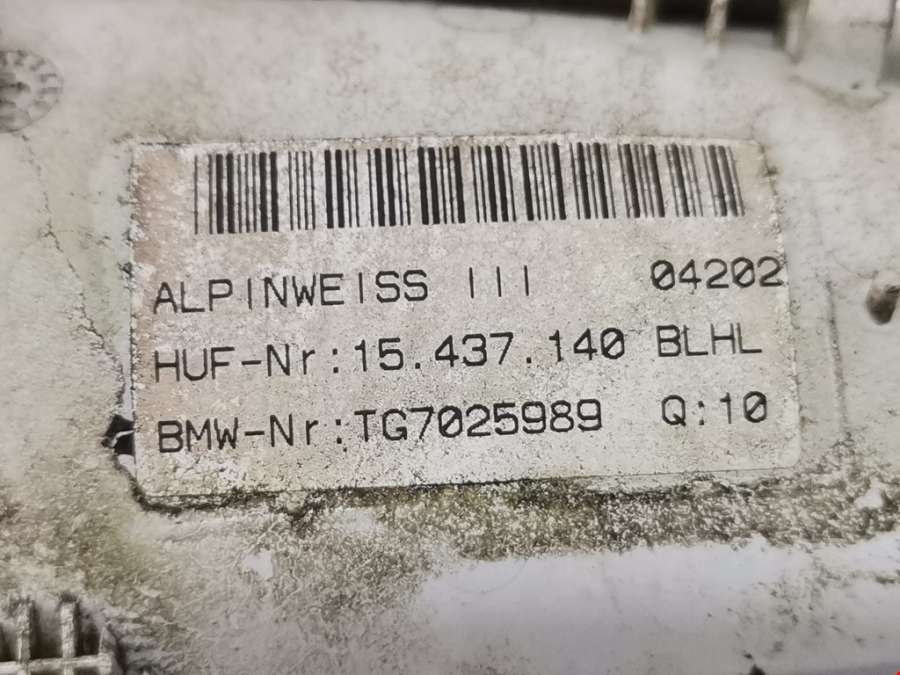 ALPINWEISS III 04202
HUF-Nr:15.437.140 BLHL
BMW-Nr:TG7025989 Q:10